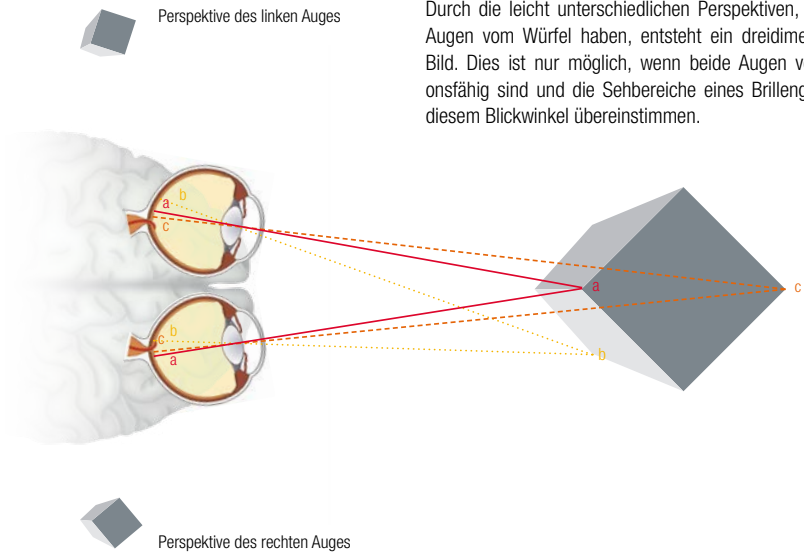 Perspektive des linken Auges
Durch die leicht unterschiedlichen Perspektiven,
Augen vom Würfel haben, entsteht ein
Bild. Dies ist nur möglich, wenn beide Augen
sind und die Sehbereiche eines
diesem Blickwinkel übereinstimmen.
b
a
c
a
c
b
c
b
a
Perspektive des rechten Auges